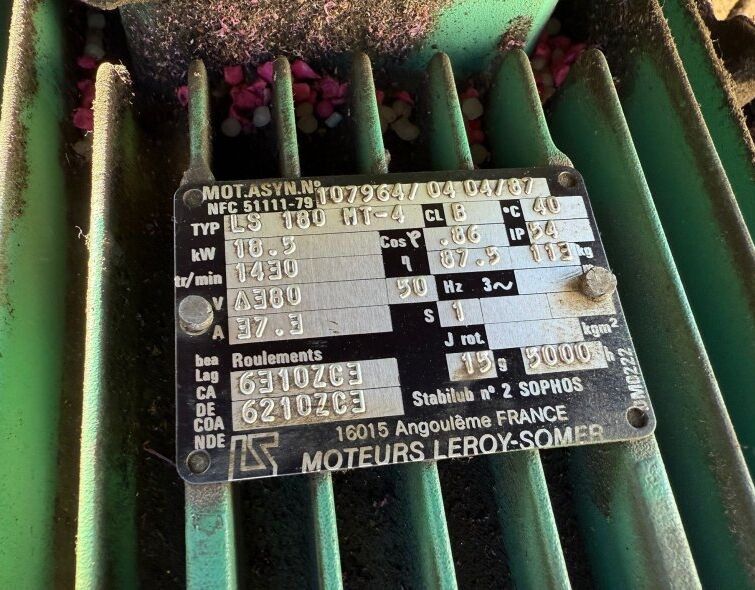 MOT.ASYN.Nº 107964/04 04/87
NFC 51111-79
TYP LS 180 MT-4 CL B °C 40
kW 18.5 Cos φ .86 IP 54
tr/min 1430 η 87.5 113 kg
V Δ380 50 Hz 3~
A 37.3 S 1
J rot. kgm²
bea Lag Roulements 15 g 5000 h
CA DE 6310ZC3 Stabilub nº 2 SOPHOS
COA NDE 6210ZC3
16015 Angoulême FRANCE
LS MOTEURS LEROY-SOMER